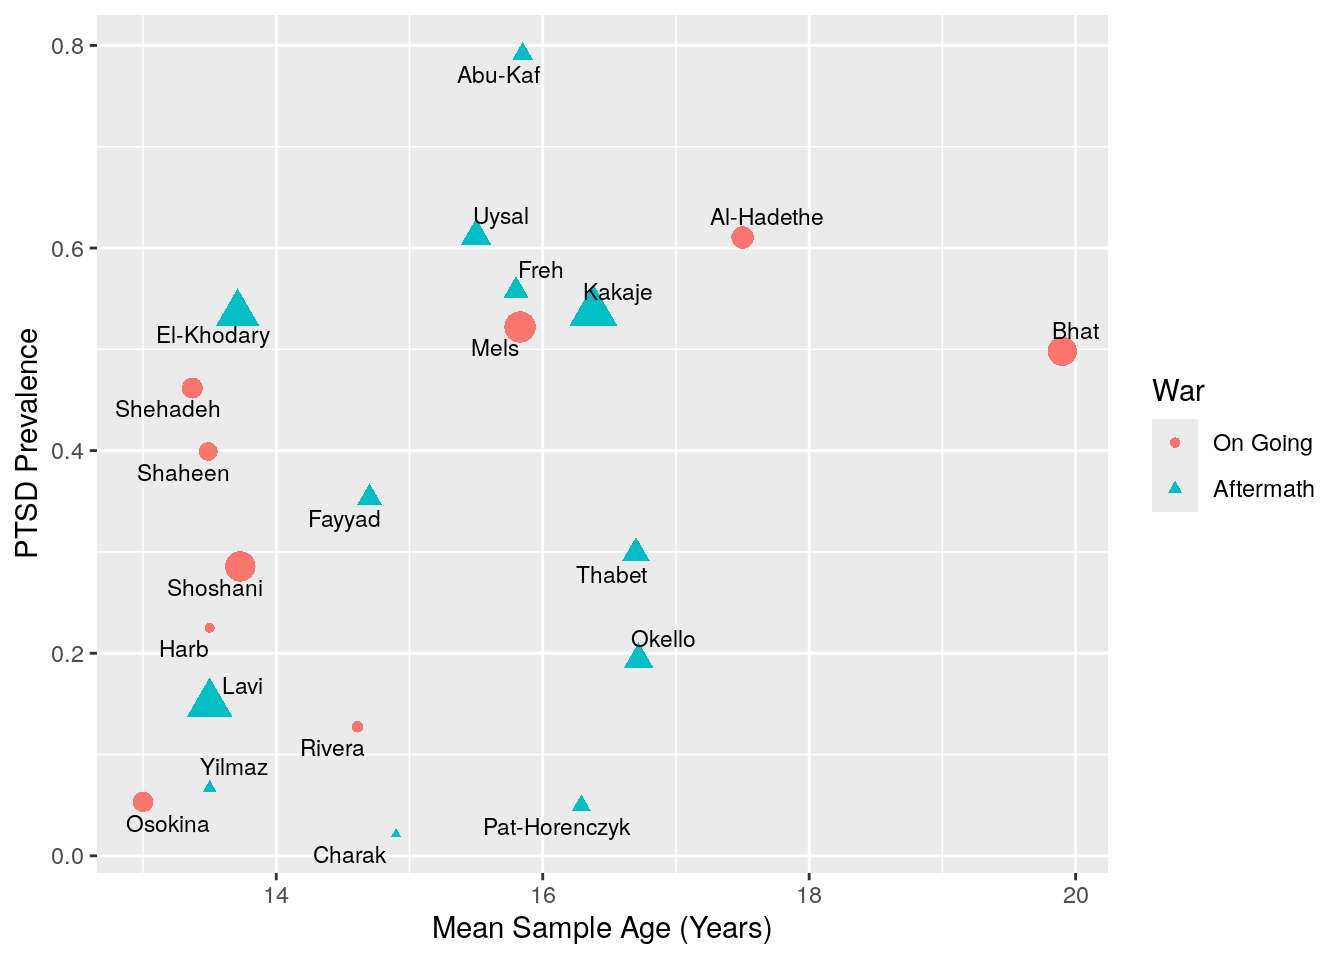 0.8
Abu-Kaf
Uysal
Al-Hadethe
0.6
Freh
Kakaje
El-Khodary
Bhat
Mels
PTSD Prevalence
War
Shehadeh
On Going
0.4
Shaheen
Aftermath
Fayyad
Thabet
Shoshani
Okello
Harb
0.2
Lavi
Rivera
Yilmaz
Osokina
Pat-Horenczyk
Charak
0.0
14
16
18
20
Mean Sample Age (Years)